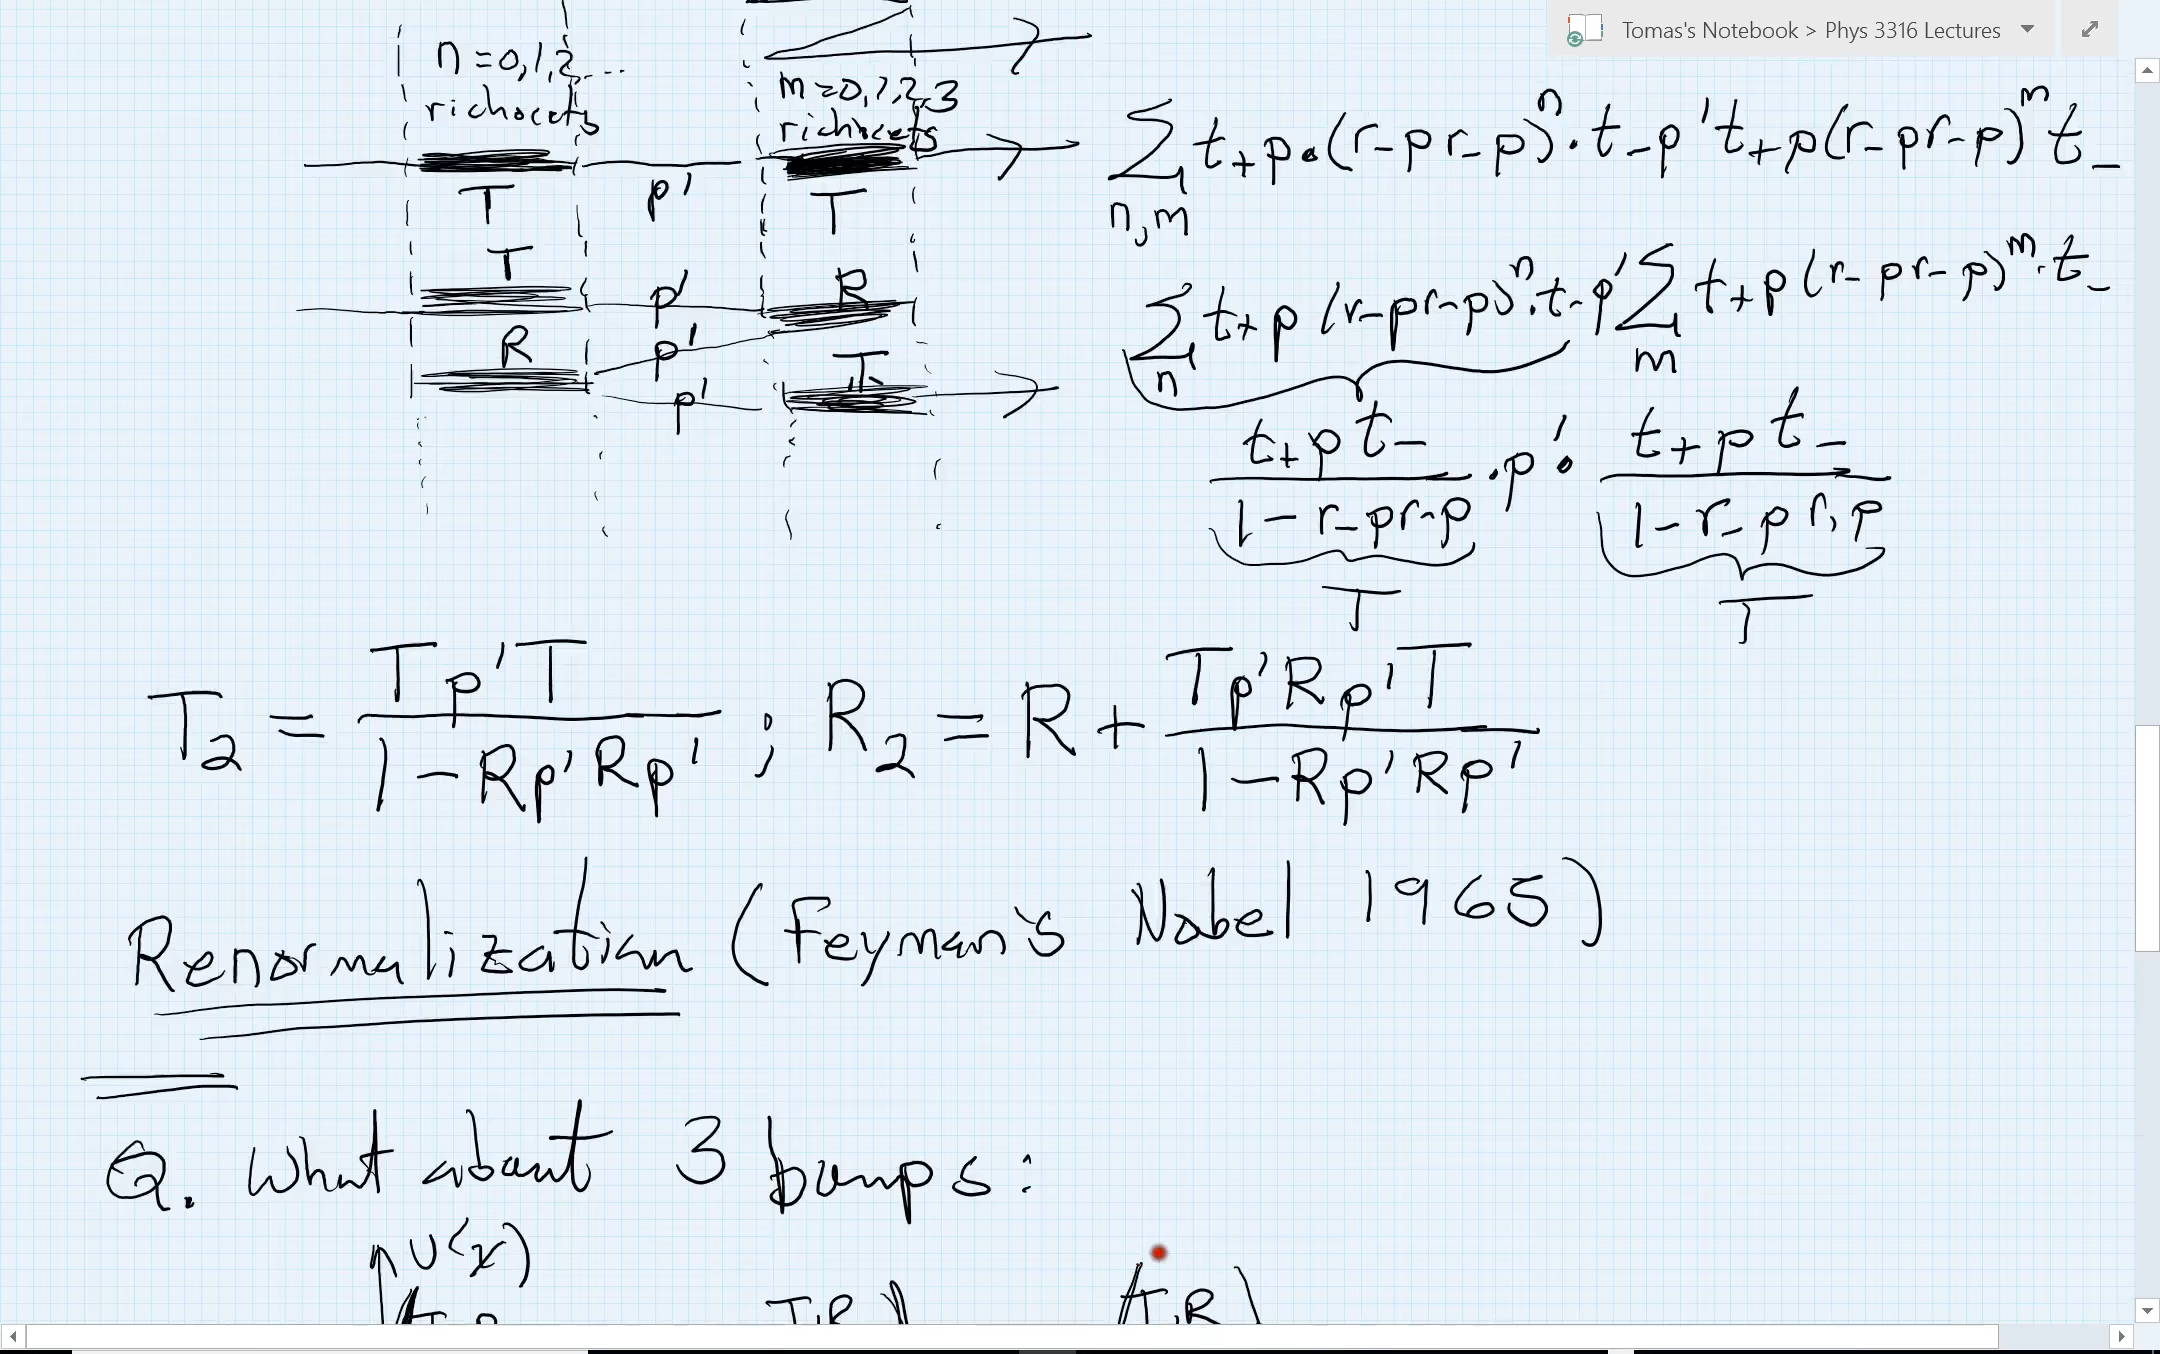 Tomas's Notebook > Phys 3316 Lectures
n = 0,1,2...
richocets
m = 0,1,2,3
richocets
T p' T
T p' R
R p' T
p'
∑ t₊p·(r₋pr₋p)ⁿ·t₋p't₊p(r₋pr₋p)ᵐt₋
n,m
∑ t₊p(r₋pr₋p)ⁿ·t₋p' ∑ t₊p(r₋pr₋p)ᵐ·t₋
n m
t₊pt₋ / 1-r₋pr₋p · p' · t₊pt₋ / 1-r₋pr₋p
T T
T₂ = Tp'T / 1-Rp'Rp' ; R₂ = R + Tp'Rp'T / 1-Rp'Rp'
Renormalization (Feyman's Nobel 1965)
Q. What about 3 bumps:
U(x)
T,R T,R